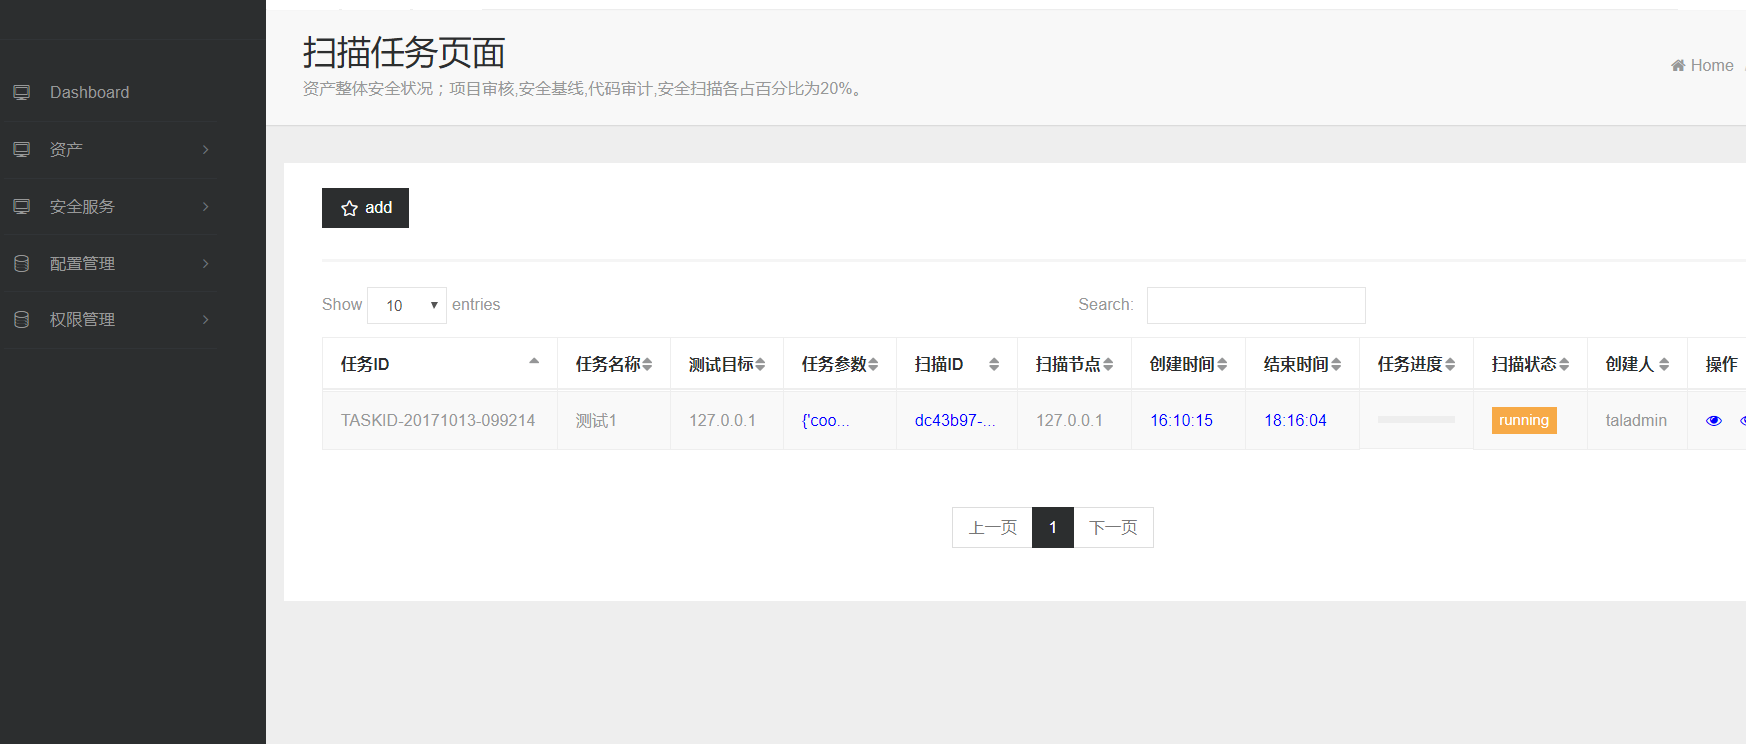 Dashboard
资产
安全服务
配置管理
权限管理
扫描任务页面
资产整体安全状况；项目审核,安全基线,代码审计,安全扫描各占百分比为20%。
Home
add
Show 10 entries
Search:
任务ID 任务名称 测试目标 任务参数 扫描ID 扫描节点 创建时间 结束时间 任务进度 扫描状态 创建人 操作
TASKID-20171013-099214 测试1 127.0.0.1 {'coo... dc43b97-... 127.0.0.1 16:10:15 18:16:04 running taladmin
上一页 1 下一页